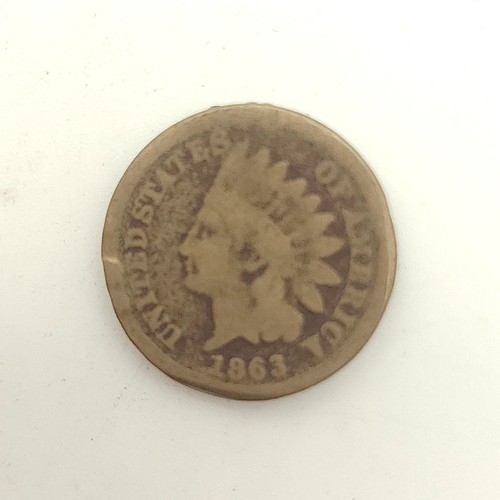 UNITED STATES OF AMERICA
1863